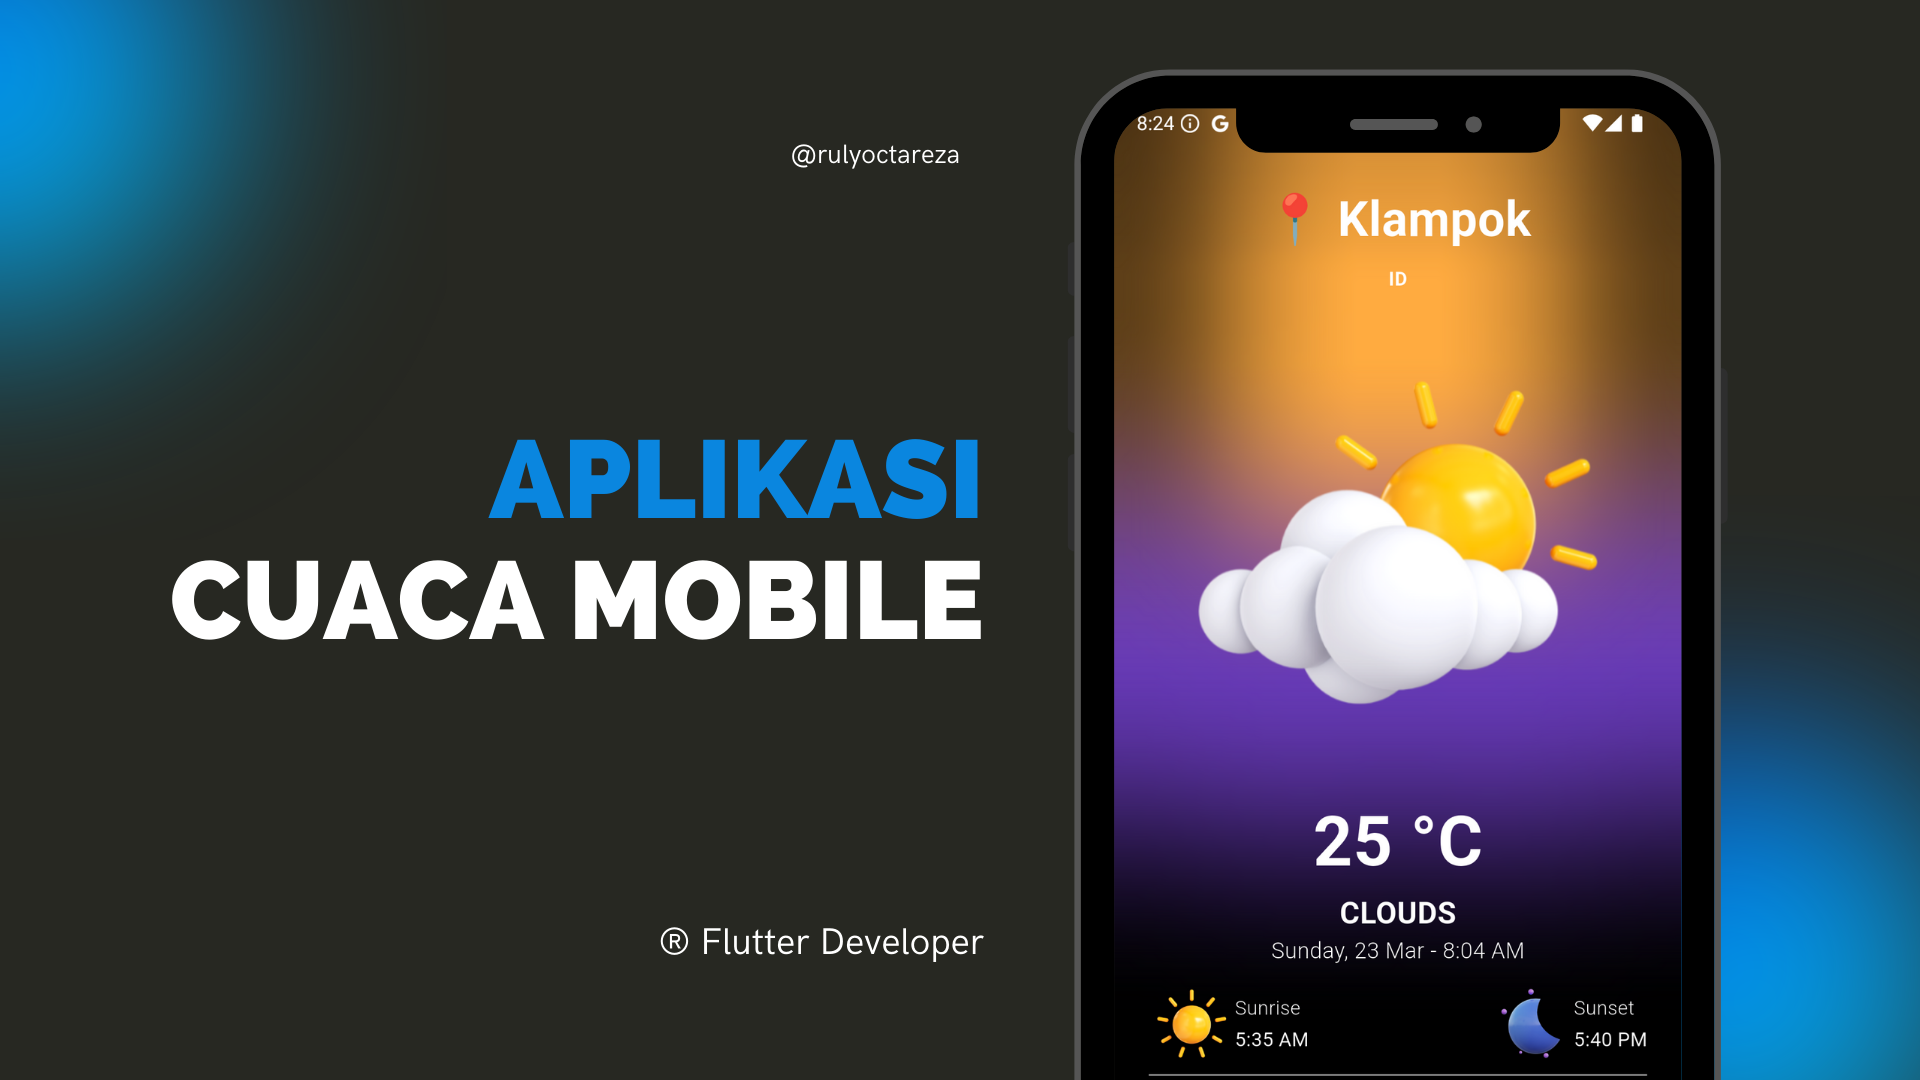 @rulyoctareza
APLIKASI
CUACA MOBILE
® Flutter Developer
8:24
Klampok
ID
25 °C
CLOUDS
Sunday, 23 Mar - 8:04 AM
Sunrise
5:35 AM
Sunset
5:40 PM